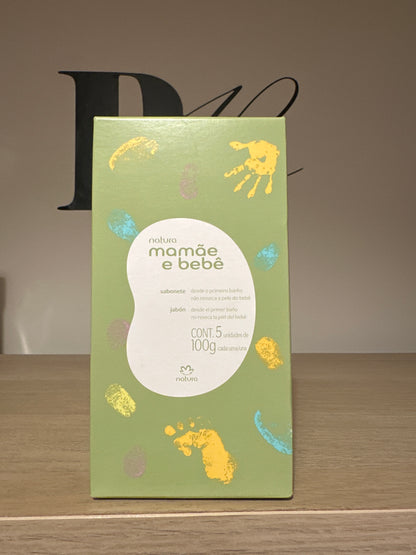 natura
mamãe
e bebê
sabonete desde o primeiro banho
não resseca a pele do bebê
jabón desde el primer baño
no reseca la piel del bebé
CONT. 5 unidades de
100g cada uma/una
natura